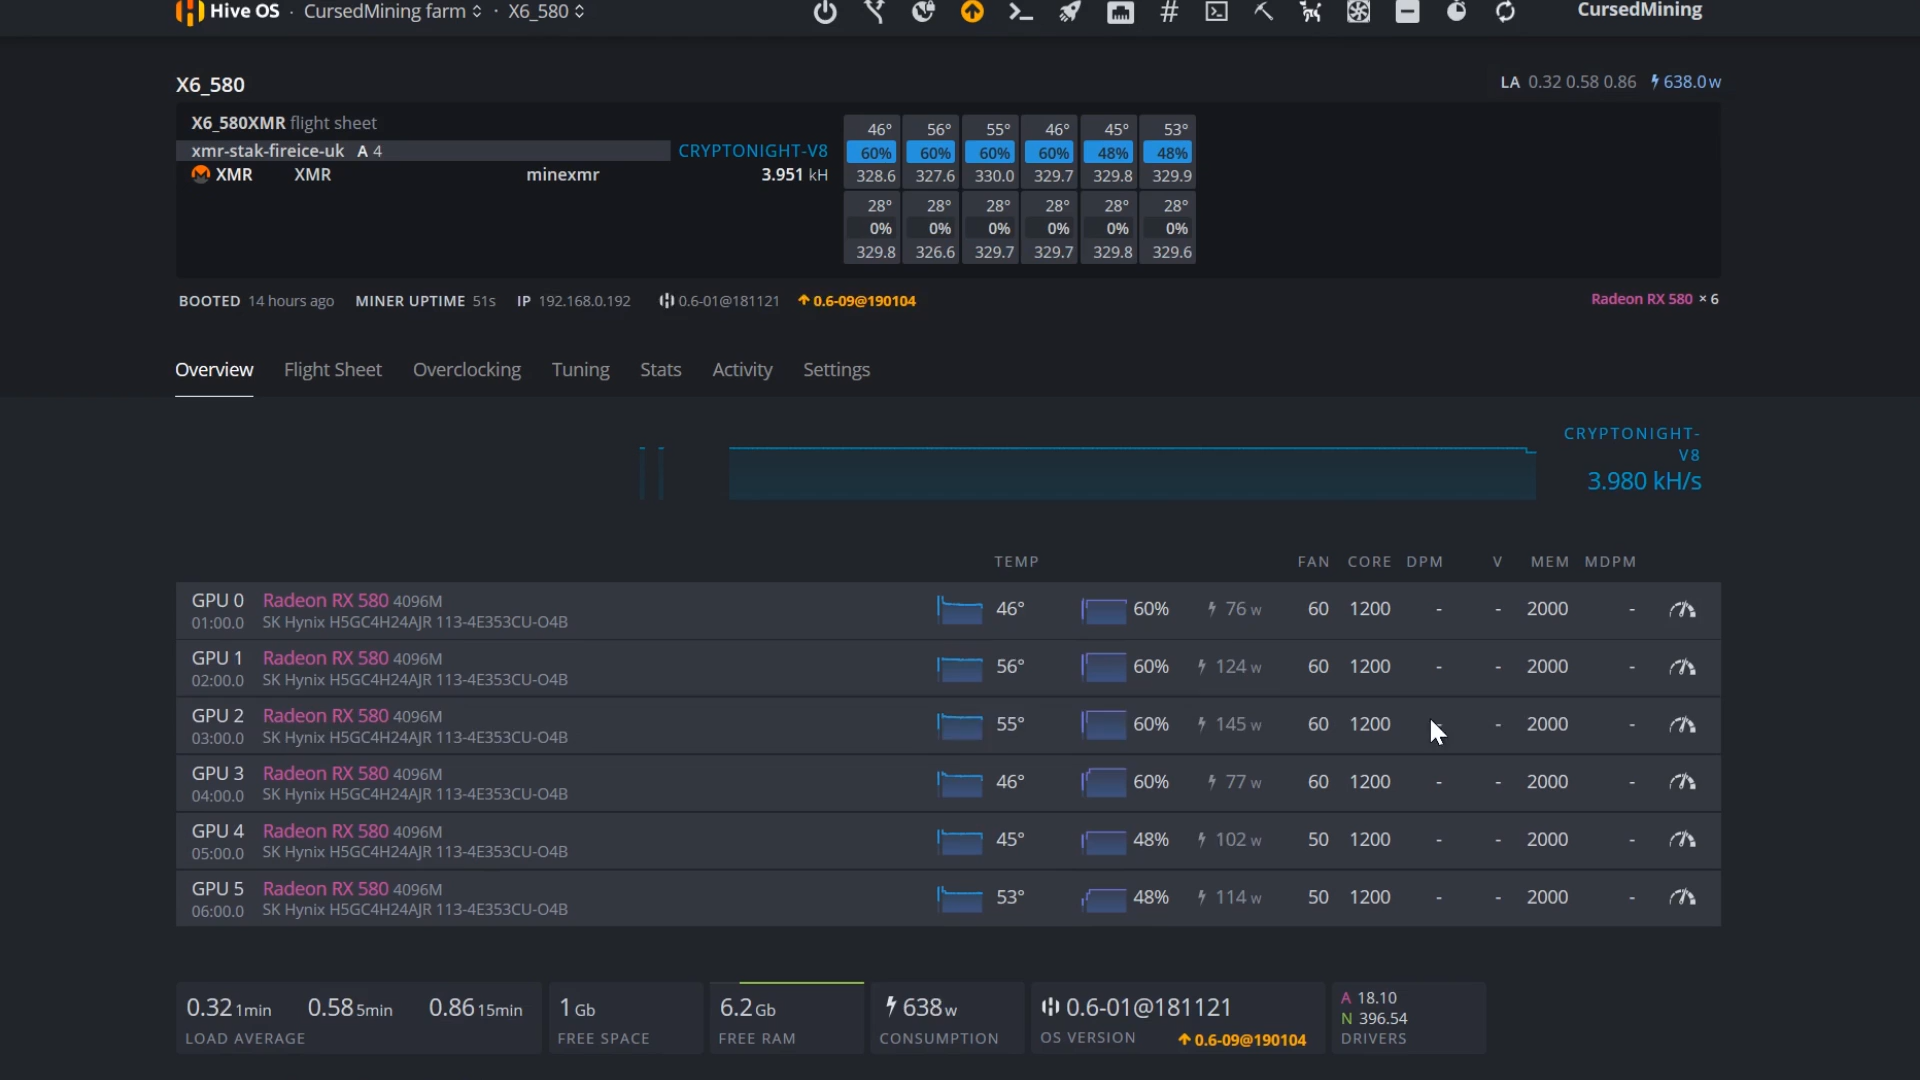 Hive OS · CursedMining farm · X6_580
CursedMining
X6_580
LA 0.32 0.58 0.86 638.0 w
X6_580XMR flight sheet
xmr-stak-fireice-uk A 4 CRYPTONIGHT-V8
XMR XMR minexmr 3.951 kH
46° 56° 55° 46° 45° 53°
60% 60% 60% 60% 48% 48%
328.6 327.6 330.0 329.7 329.8 329.9
28° 28° 28° 28° 28° 28°
0% 0% 0% 0% 0% 0%
329.8 326.6 329.7 329.7 329.8 329.6
BOOTED 14 hours ago MINER UPTIME 51s IP 192.168.0.192 0.6-01@181121 0.6-09@190104
Radeon RX 580 × 6
Overview Flight Sheet Overclocking Tuning Stats Activity Settings
CRYPTONIGHT-
V8
3.980 kH/s
TEMP FAN CORE DPM V MEM MDPM
GPU 0 Radeon RX 580 4096M
01:00.0 SK Hynix H5GC4H24AJR 113-4E353CU-O4B
46° 60% 76 w 60 1200 - - 2000 -
GPU 1 Radeon RX 580 4096M
02:00.0 SK Hynix H5GC4H24AJR 113-4E353CU-O4B
56° 60% 124 w 60 1200 - - 2000 -
GPU 2 Radeon RX 580 4096M
03:00.0 SK Hynix H5GC4H24AJR 113-4E353CU-O4B
55° 60% 145 w 60 1200 - - 2000 -
GPU 3 Radeon RX 580 4096M
04:00.0 SK Hynix H5GC4H24AJR 113-4E353CU-O4B
46° 60% 77 w 60 1200 - - 2000 -
GPU 4 Radeon RX 580 4096M
05:00.0 SK Hynix H5GC4H24AJR 113-4E353CU-O4B
45° 48% 102 w 50 1200 - - 2000 -
GPU 5 Radeon RX 580 4096M
06:00.0 SK Hynix H5GC4H24AJR 113-4E353CU-O4B
53° 48% 114 w 50 1200 - - 2000 -
0.32 1min 0.58 5min 0.86 15min
LOAD AVERAGE
1 Gb
FREE SPACE
6.2 Gb
FREE RAM
638 w
CONSUMPTION
0.6-01@181121
OS VERSION 0.6-09@190104
A 18.10
N 396.54
DRIVERS